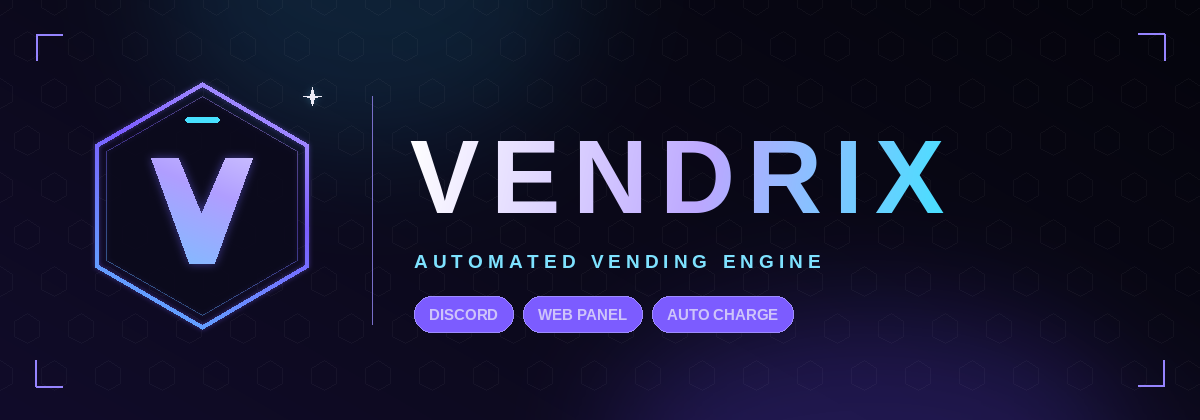 V
VENDRIX
AUTOMATED VENDING ENGINE
DISCORD WEB PANEL AUTO CHARGE